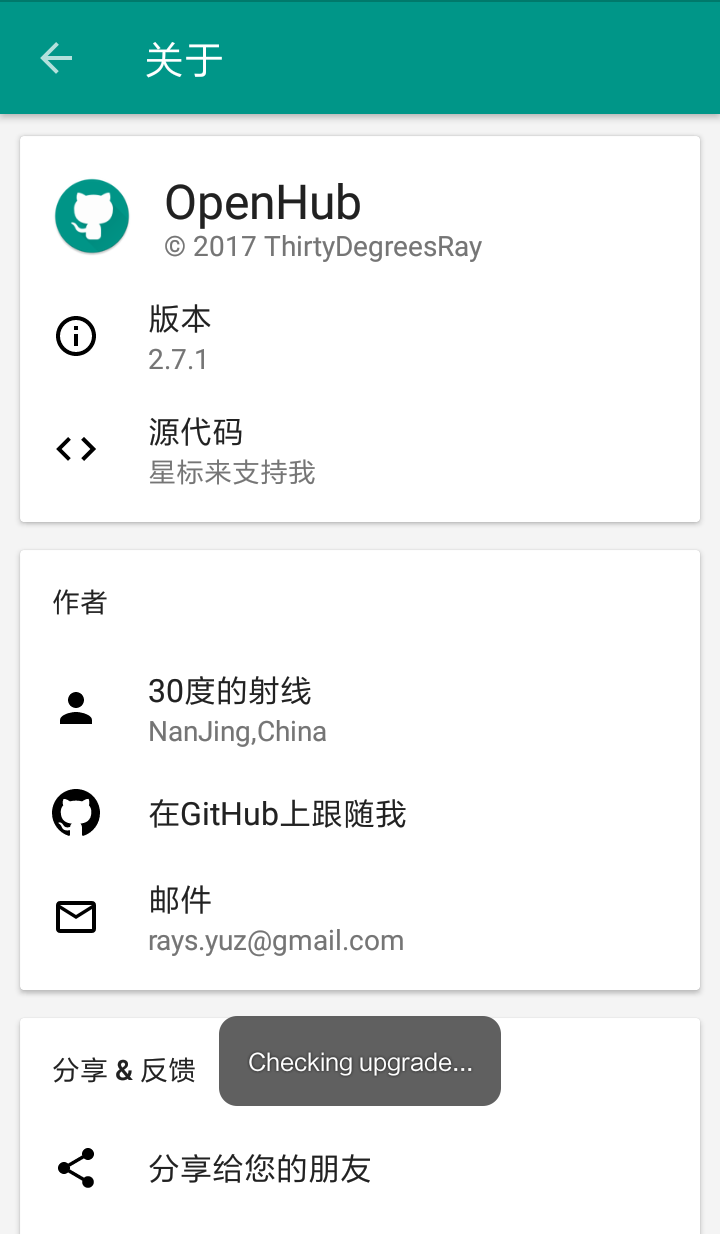 关于
OpenHub
© 2017 ThirtyDegreesRay
版本
2.7.1
源代码
星标来支持我
作者
30度的射线
NanJing,China
在GitHub上跟随我
邮件
rays.yuz@gmail.com
分享 & 反馈
Checking upgrade...
分享给您的朋友